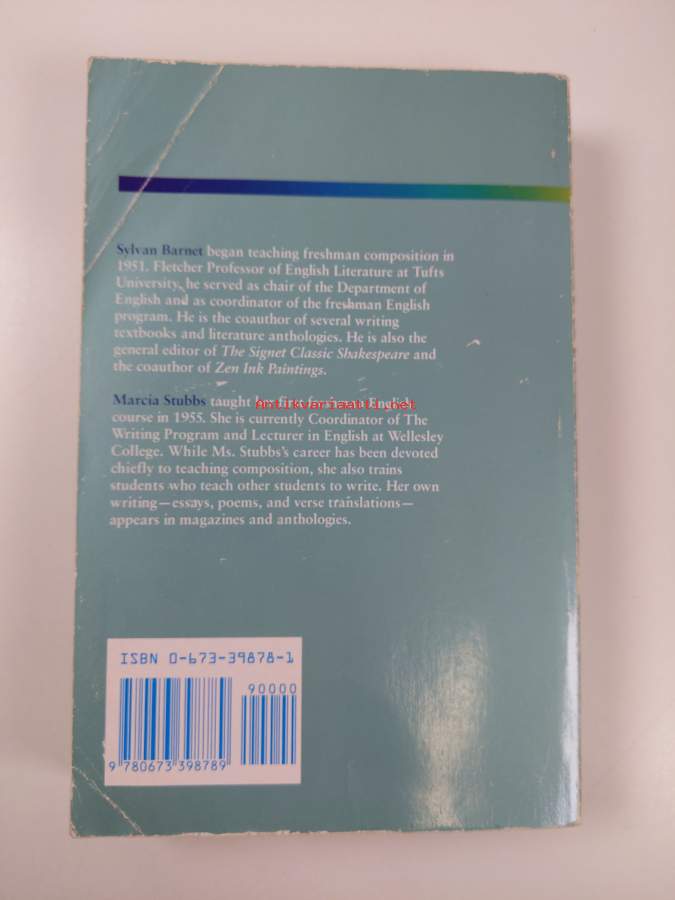 Sylvan Barnet began teaching freshman composition in
1951. Fletcher Professor of English Literature at Tufts
University, he served as chair of the Department of
English and as coordinator of the freshman English
program. He is the coauthor of several writing
textbooks and literature anthologies. He is also the
general editor of The Signet Classic Shakespeare and
the coauthor of Zen Ink Paintings.
Marcia Stubbs taught her first freshman English
antikvariaatti.net
course in 1955. She is currently Coordinator of The
Writing Program and Lecturer in English at Wellesley
College. While Ms. Stubbs's career has been devoted
chiefly to teaching composition, she also trains
students who teach other students to write. Her own
writing—essays, poems, and verse translations—
appears in magazines and anthologies.
ISBN 0-673-39878-1
90000
9 780673 398789